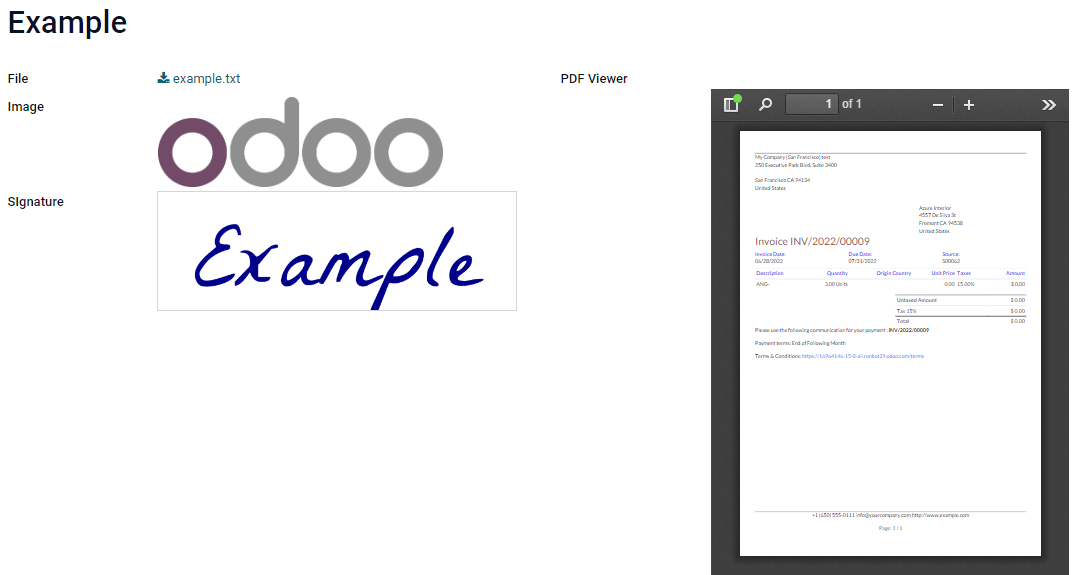 Example
File
example.txt
Image
odoo
SIgnature
Example
PDF Viewer
1 of 1
My Company (San Francisco) test
250 Executive Park Blvd, Suite 3400
San Francisco CA 94134
United States
Azure Interior
4557 De Silva St
Fremont CA 94538
United States
Invoice INV/2022/00009
Invoice Date: Due Date: Source:
06/28/2022 07/31/2022 S00062
Description Quantity Origin Country Unit Price Taxes Amount
ANG- 3.00 Units 0.00 15.00% $ 0.00
Untaxed Amount $ 0.00
Tax 15% $ 0.00
Total $ 0.00
Please use the following communication for your payment : INV/2022/00009
Payment terms: End of Following Month
Terms & Conditions: https://16964146-15-0-all.runbot29.odoo.com/terms
+1 (650) 555-0111 info@yourcompany.com http://www.example.com
Page: 1 / 1